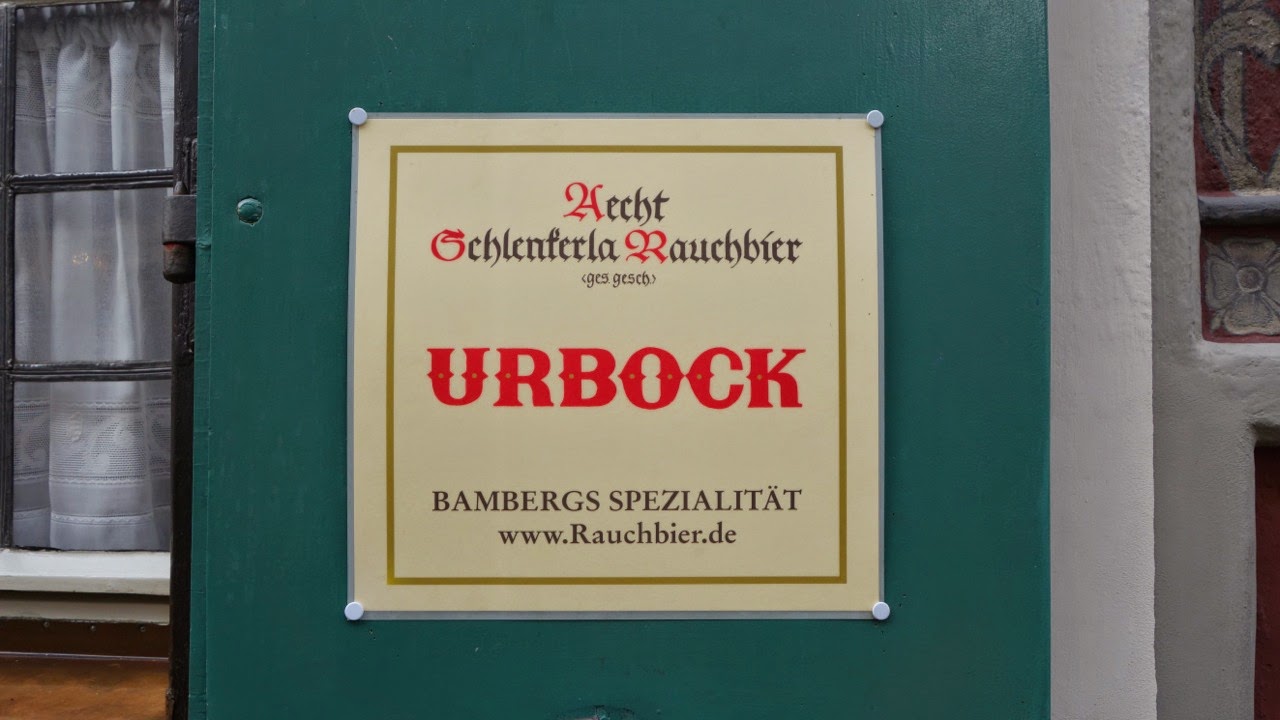 Aecht
Schlenkerla Rauchbier
(ges. gesch.)
URBOCK
BAMBERGS SPEZIALITÄT
www.Rauchbier.de